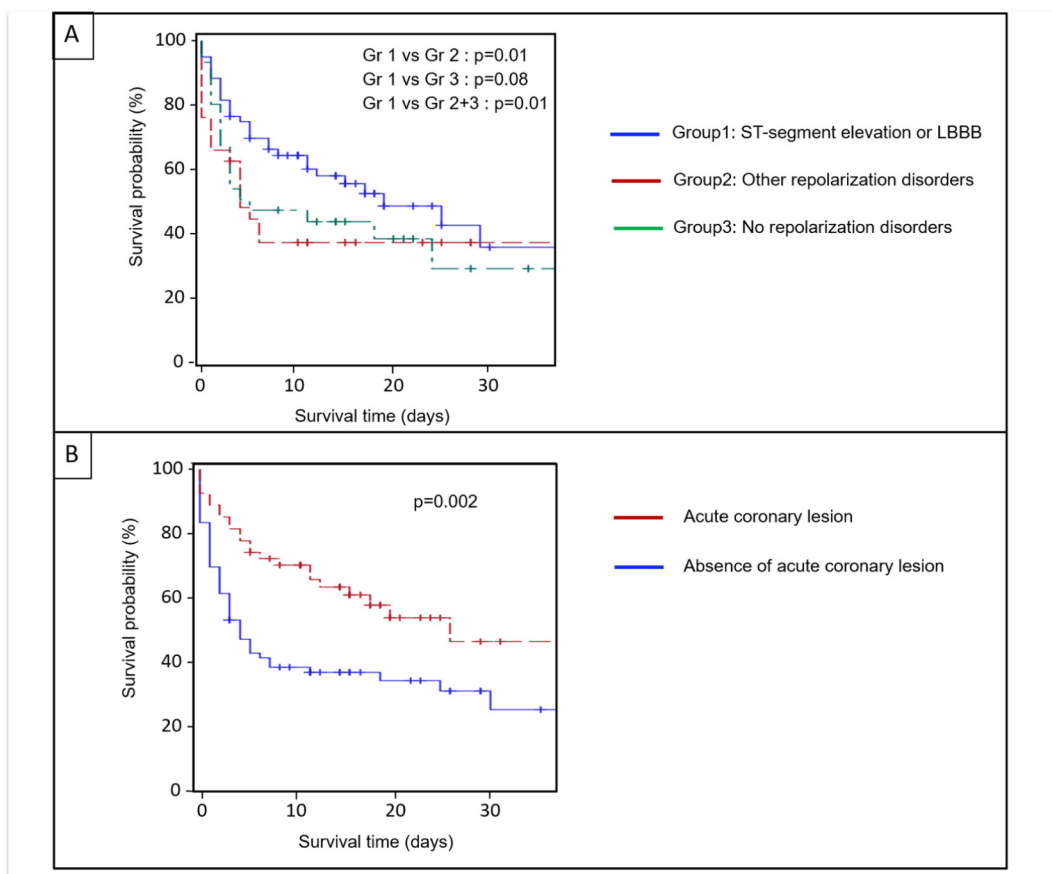 A
Gr 1 vs Gr 2 : p=0.01
Gr 1 vs Gr 3 : p=0.08
Gr 1 vs Gr 2+3 : p=0.01
Survival probability (%)
100
80
60
40
20
0
0 10 20 30
Survival time (days)
Group1: ST-segment elevation or LBBB
Group2: Other repolarization disorders
Group3: No repolarization disorders
B
p=0.002
Survival probability (%)
100
80
60
40
20
0
0 10 20 30
Survival time (days)
Acute coronary lesion
Absence of acute coronary lesion